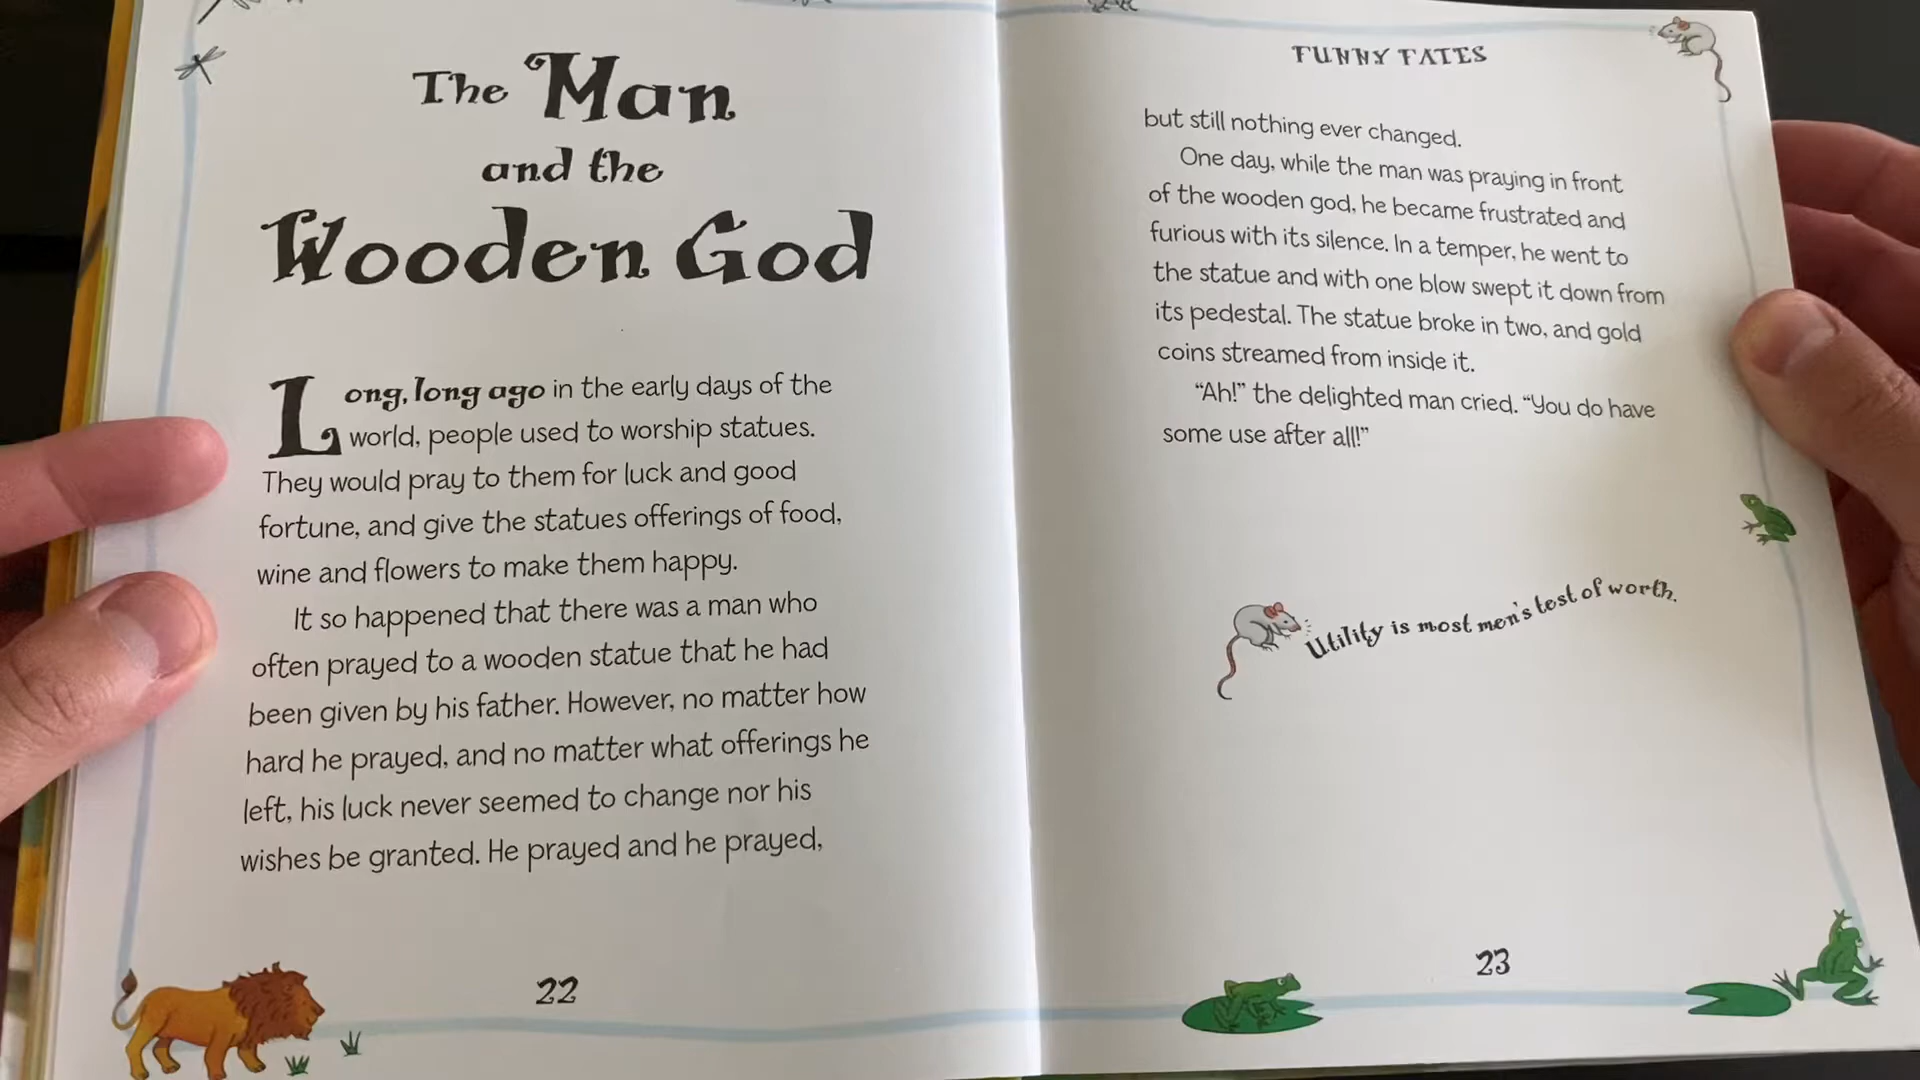 The Man
and the
Wooden God
Long, long ago in the early days of the
world, people used to worship statues.
They would pray to them for luck and good
fortune, and give the statues offerings of food,
wine and flowers to make them happy.
It so happened that there was a man who
often prayed to a wooden statue that he had
been given by his father. However, no matter how
hard he prayed, and no matter what offerings he
left, his luck never seemed to change nor his
wishes be granted. He prayed and he prayed,
22
FUNNY FATES
but still nothing ever changed.
One day, while the man was praying in front
of the wooden god, he became frustrated and
furious with its silence. In a temper, he went to
the statue and with one blow swept it down from
its pedestal. The statue broke in two, and gold
coins streamed from inside it.
“Ah!” the delighted man cried. “You do have
some use after all!”
Utility is most men's test of worth.
23